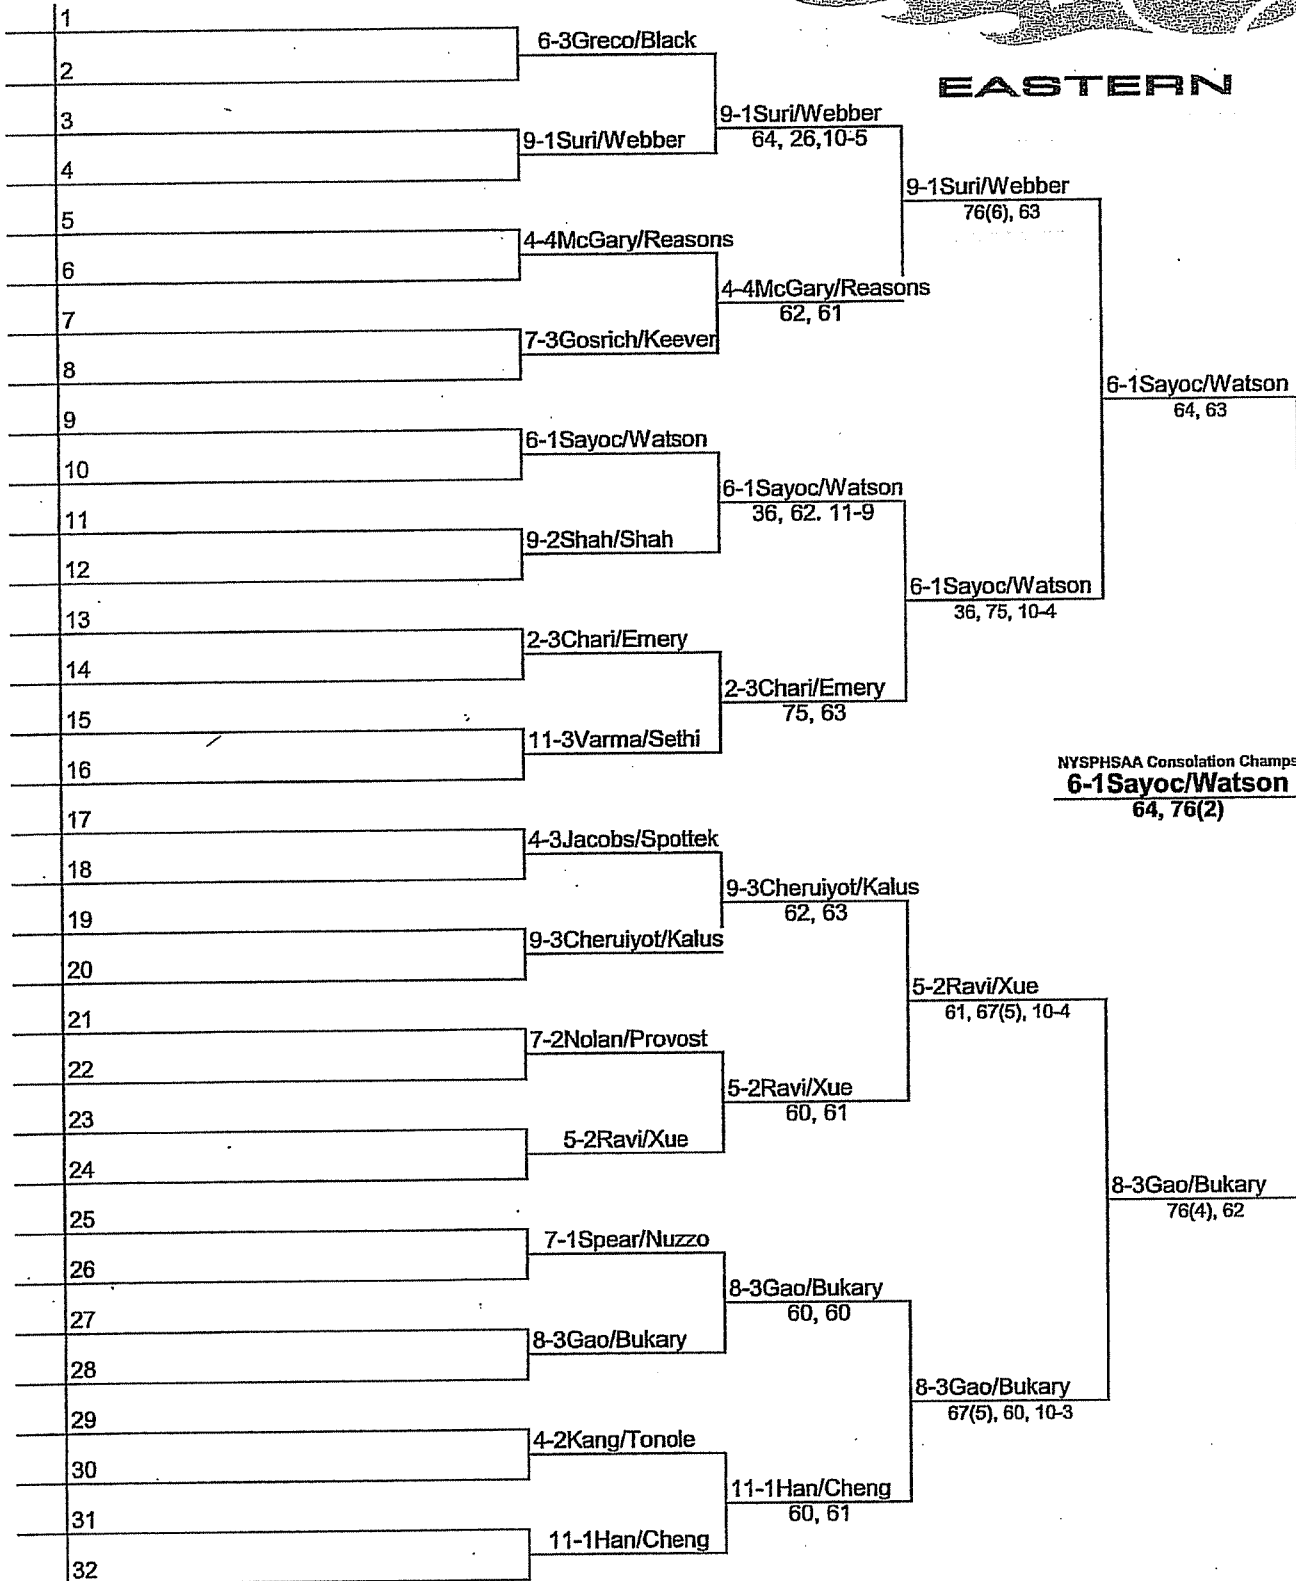 1
6-3Greco/Black
2
EASTERN
3
9-1Suri/Webber
64, 26,10-5
9-1Suri/Webber
4
9-1Suri/Webber
76(6), 63
5
4-4McGary/Reasons
6
4-4McGary/Reasons
62, 61
7
7-3Gosrich/Keever
8
6-1Sayoc/Watson
64, 63
9
6-1Sayoc/Watson
10
6-1Sayoc/Watson
36, 62. 11-9
11
9-2Shah/Shah
12
6-1Sayoc/Watson
36, 75, 10-4
13
2-3Chari/Emery
14
2-3Chari/Emery
75, 63
15
11-3Varma/Sethi
16
NYSPHSAA Consolation Champs
6-1Sayoc/Watson
64, 76(2)
17
4-3Jacobs/Spottek
18
9-3Cheruiyot/Kalus
62, 63
19
9-3Cheruiyot/Kalus
20
5-2Ravi/Xue
61, 67(5), 10-4
21
7-2Nolan/Provost
22
5-2Ravi/Xue
60, 61
23
5-2Ravi/Xue
24
8-3Gao/Bukary
76(4), 62
25
7-1Spear/Nuzzo
26
8-3Gao/Bukary
60, 60
27
8-3Gao/Bukary
28
8-3Gao/Bukary
67(5), 60, 10-3
29
4-2Kang/Tonole
30
11-1Han/Cheng
60, 61
31
11-1Han/Cheng
32